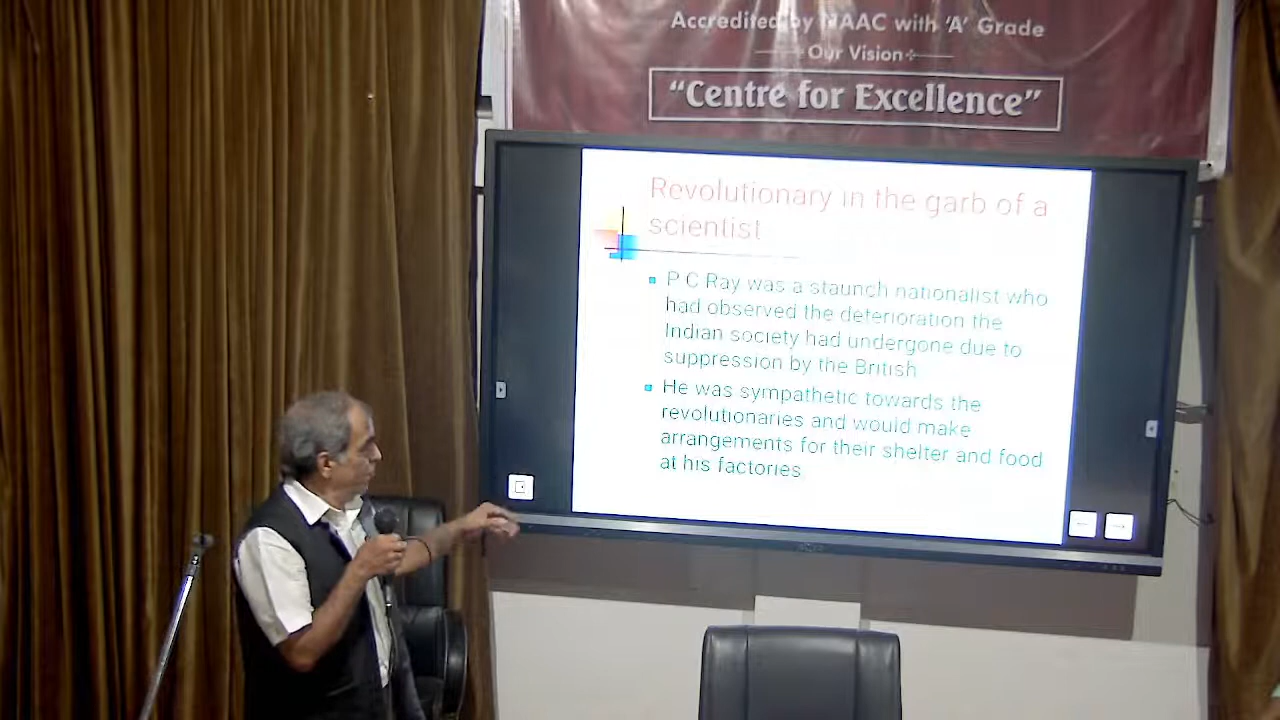 Accredited by NAAC with 'A' Grade
Our Vision
"Centre for Excellence"
Revolutionary in the garb of a
scientist
P C Ray was a staunch nationalist who
had observed the deterioration the
Indian society had undergone due to
suppression by the British
He was sympathetic towards the
revolutionaries and would make
arrangements for their shelter and food
at his factories